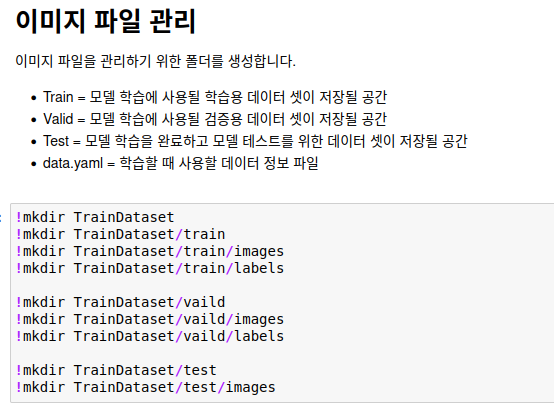 이미지 파일 관리
이미지 파일을 관리하기 위한 폴더를 생성합니다.
• Train = 모델 학습에 사용될 학습용 데이터 셋이 저장될 공간
• Valid = 모델 학습에 사용될 검증용 데이터 셋이 저장될 공간
• Test = 모델 학습을 완료하고 모델 테스트를 위한 데이터 셋이 저장될 공간
• data.yaml = 학습할 때 사용할 데이터 정보 파일
!mkdir TrainDataset
!mkdir TrainDataset/train
!mkdir TrainDataset/train/images
!mkdir TrainDataset/train/labels
!mkdir TrainDataset/vaild
!mkdir TrainDataset/vaild/images
!mkdir TrainDataset/vaild/labels
!mkdir TrainDataset/test
!mkdir TrainDataset/test/images